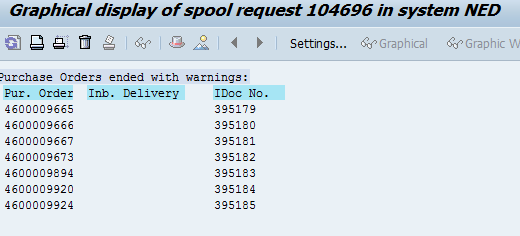 Graphical display of spool request 104696 in system NED
Settings... Graphical Graphic W
Purchase Orders ended with warnings:
Pur. Order Inb. Delivery IDoc No.
4600009665 395179
4600009666 395180
4600009667 395181
4600009673 395182
4600009894 395183
4600009920 395184
4600009924 395185